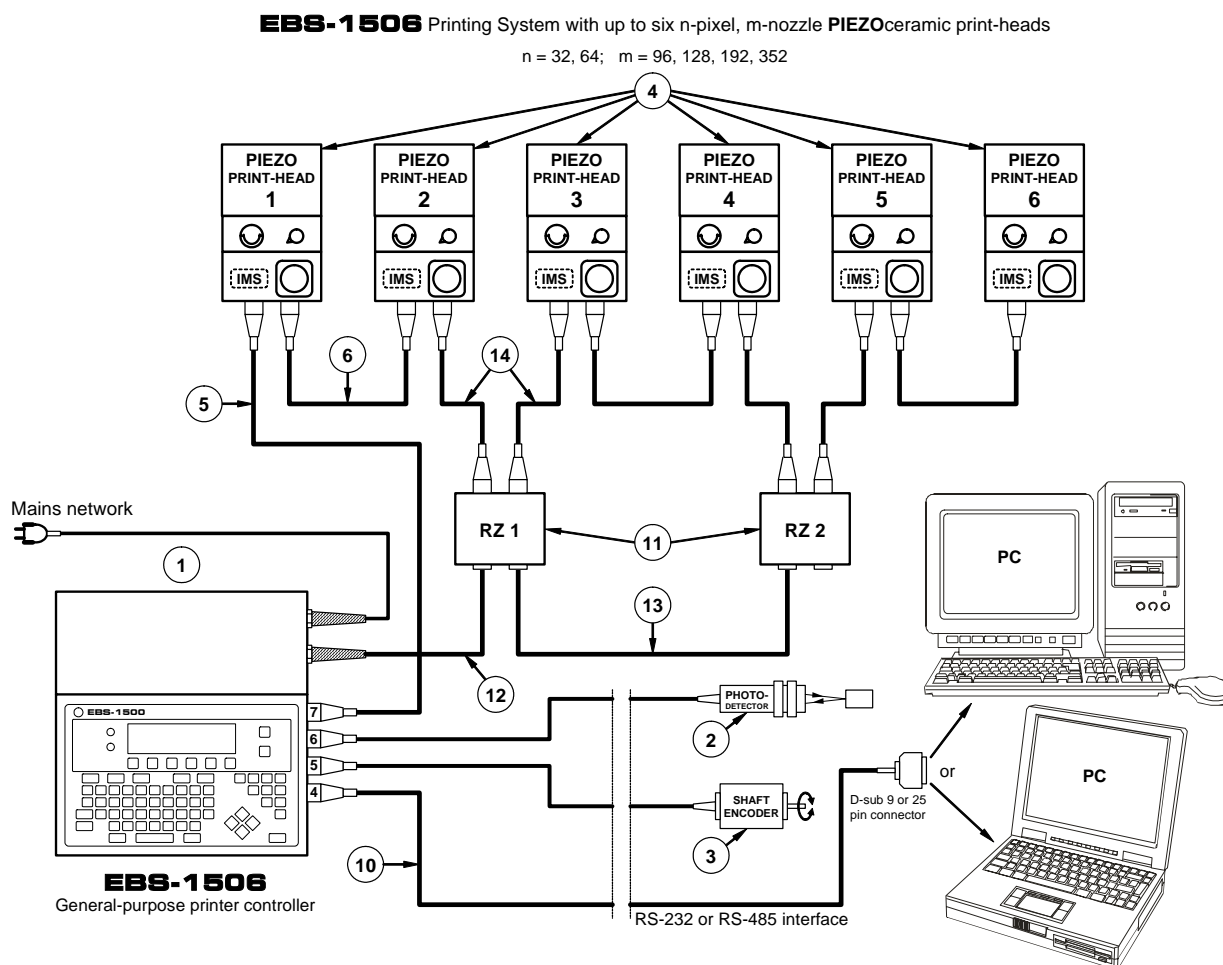 EBS-1506 Printing System with up to six n-pixel, m-nozzle PIEZOceramic print-heads
n = 32, 64; m = 96, 128, 192, 352
4
PIEZO
PRINT-HEAD
1
PIEZO
PRINT-HEAD
2
PIEZO
PRINT-HEAD
3
PIEZO
PRINT-HEAD
4
PIEZO
PRINT-HEAD
5
PIEZO
PRINT-HEAD
6
IMS
IMS
IMS
IMS
IMS
IMS
5
6
14
Mains network
1
RZ 1
11
RZ 2
PC
13
12
EBS-1500
7
6
5
4
PHOTO-
DETECTOR
2
SHAFT
ENCODER
3
or
D-sub 9 or 25
pin connector
PC
10
EBS-1506
General-purpose printer controller
RS-232 or RS-485 interface